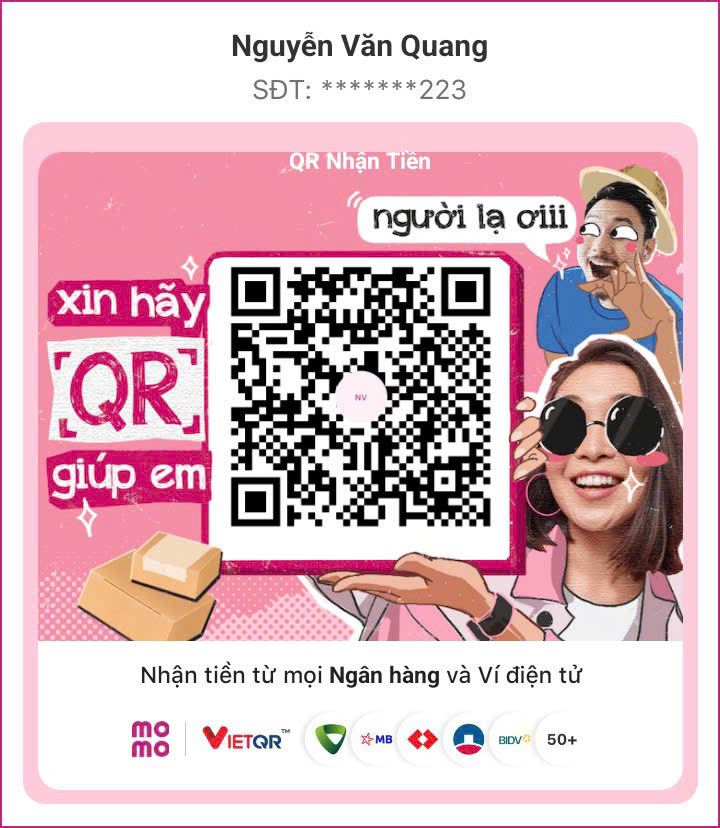 Nguyễn Văn Quang
SĐT: *******223
QR Nhận Tiền
người lạ ơiii
xin hãy
QR
giúp em
NV
Nhận tiền từ mọi Ngân hàng và Ví điện tử
mo
mo
VIETQR™
MB
BIDV
50+